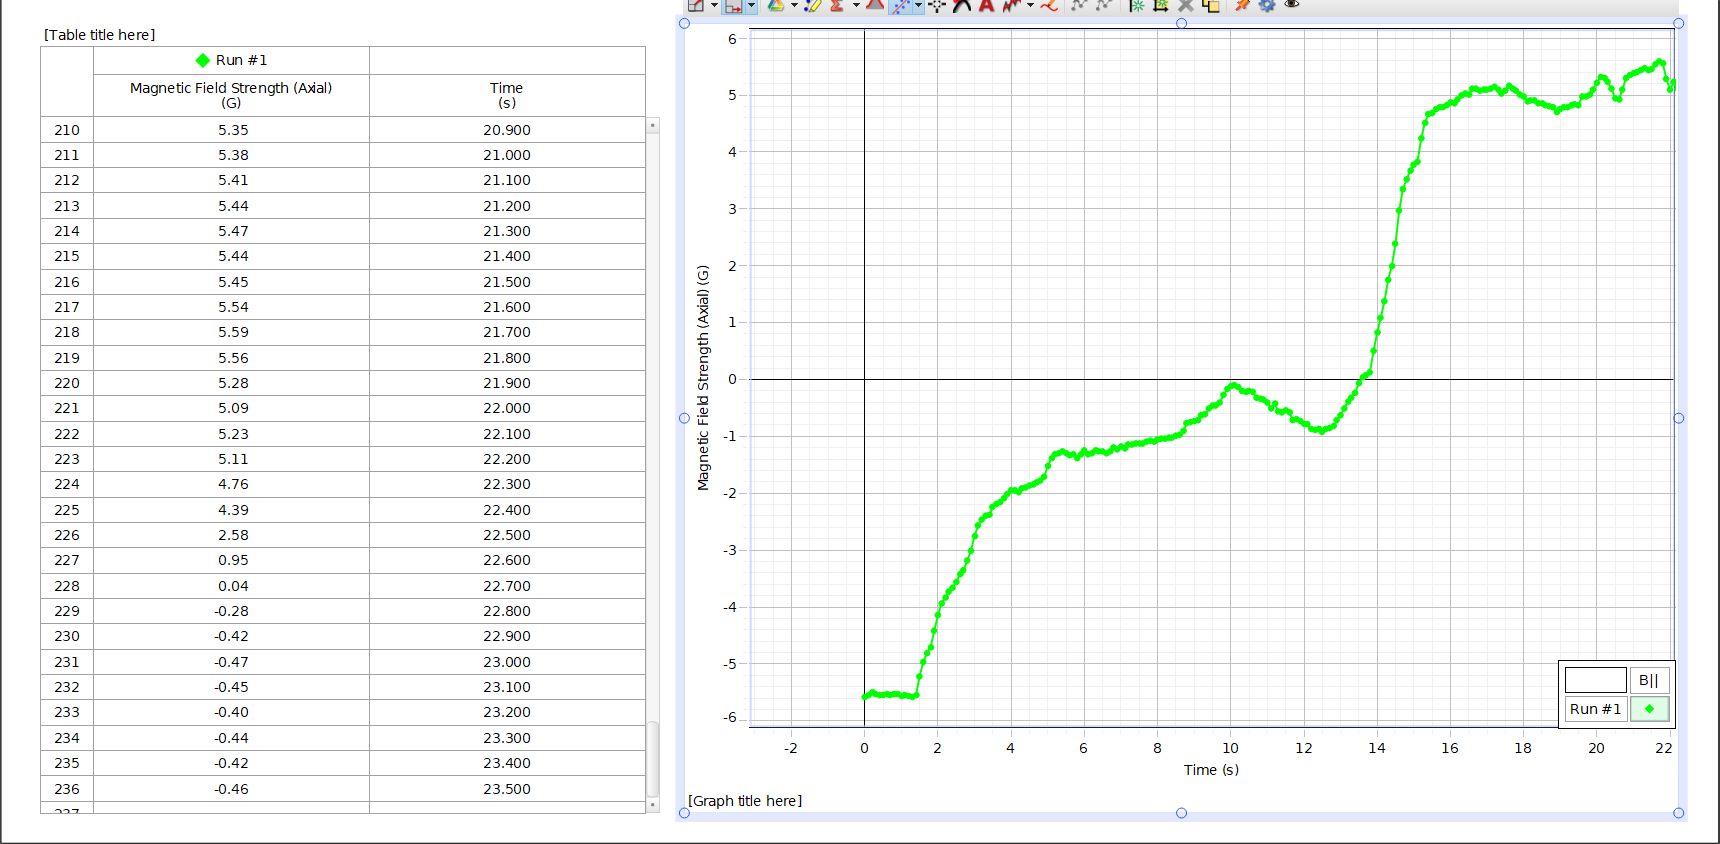 [Table title here]
Run #1
Magnetic Field Strength (Axial)
(G)
Time
(s)
210 5.35 20.900
211 5.38 21.000
212 5.41 21.100
213 5.44 21.200
214 5.47 21.300
215 5.44 21.400
216 5.45 21.500
217 5.54 21.600
218 5.59 21.700
219 5.56 21.800
220 5.28 21.900
221 5.09 22.000
222 5.23 22.100
223 5.11 22.200
224 4.76 22.300
225 4.39 22.400
226 2.58 22.500
227 0.95 22.600
228 0.04 22.700
229 -0.28 22.800
230 -0.42 22.900
231 -0.47 23.000
232 -0.45 23.100
233 -0.40 23.200
234 -0.44 23.300
235 -0.42 23.400
236 -0.46 23.500
237
Magnetic Field Strength (Axial) (G)
6
5
4
3
2
1
0
-1
-2
-3
-4
-5
-6
B||
Run #1
-2 0 2 4 6 8 10 12 14 16 18 20 22
Time (s)
[Graph title here]